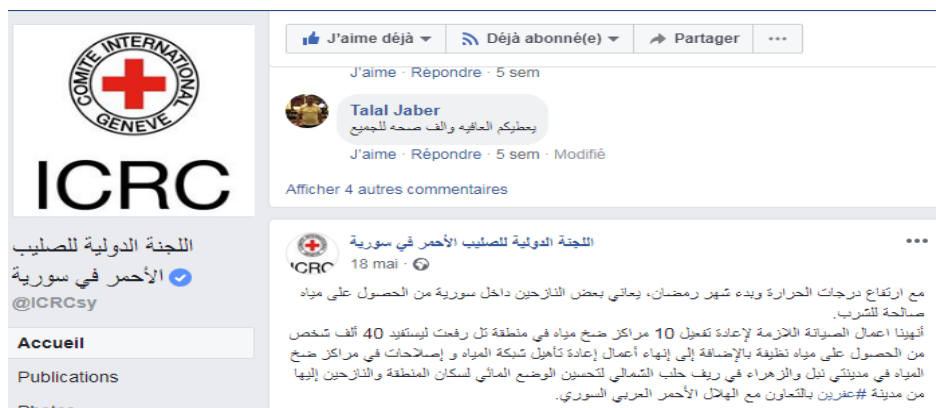 COMITE INTERNATIONAL GENEVE
ICRC
اللجنة الدولية للصليب
الأحمر في سورية
@ICRCsy
Accueil
Publications
J'aime déjà
Déjà abonné(e)
Partager
J'aime · Répondre · 5 sem
Talal Jaber
يعطيكم العافيه والف صحه للجميع
J'aime · Répondre · 5 sem · Modifié
Afficher 4 autres commentaires
ICRC
اللجنة الدولية للصليب الأحمر في سورية
18 mai ·
مع ارتفاع درجات الحرارة وبدء شهر رمضان، يعاني بعض النازحين داخل سورية من الحصول على مياه
صالحة للشرب.
أنهينا اعمال الصيانة اللازمة لإعادة تفعيل 10 مراكز ضخ مياه في منطقة تل رفعت ليستفيد 40 ألف شخص
من الحصول على مياه نظيفة بالإضافة إلى إنهاء أعمال إعادة تأهيل شبكة المياه و إصلاحات في مراكز ضخ
المياه في مدينتي نبل والزهراء في ريف حلب الشمالي لتحسين الوضع المائي لسكان المنطقة والنازحين إليها
من مدينة #عفرين بالتعاون مع الهلال الأحمر العربي السوري.